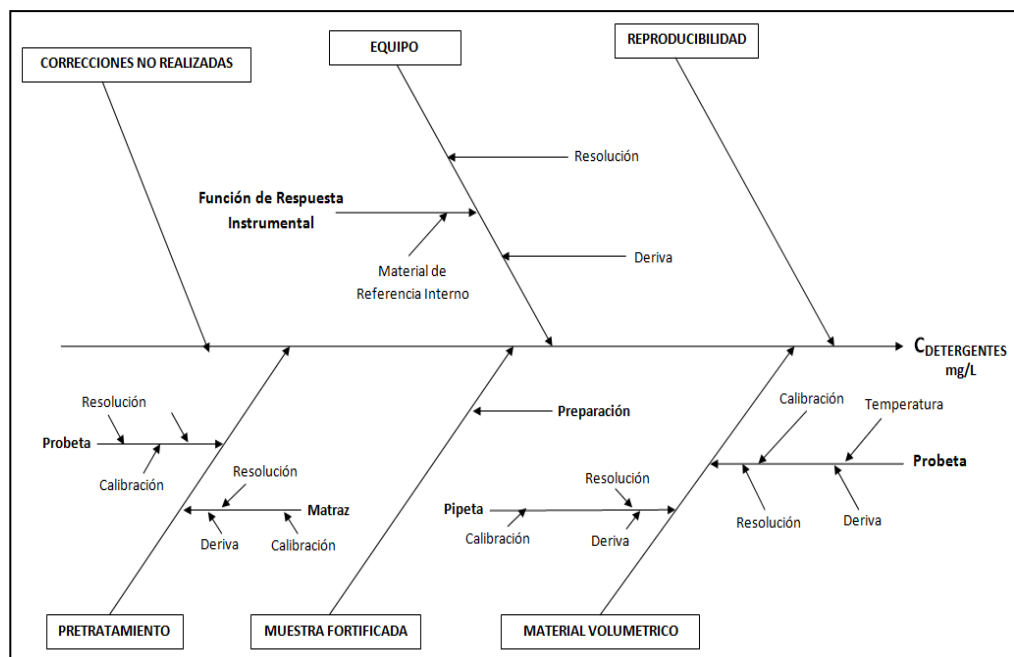 CORRECCIONES NO REALIZADAS
EQUIPO
REPRODUCIBILIDAD
Resolución
Función de Respuesta
Instrumental
Material de
Referencia Interno
Deriva
CDETERGENTES
mg/L
Resolución
Probeta
Calibración
Resolución
Matraz
Deriva
Calibración
Preparación
Resolución
Pipeta
Calibración
Deriva
Calibración
Temperatura
Probeta
Resolución
Deriva
PRETRATAMIENTO
MUESTRA FORTIFICADA
MATERIAL VOLUMETRICO